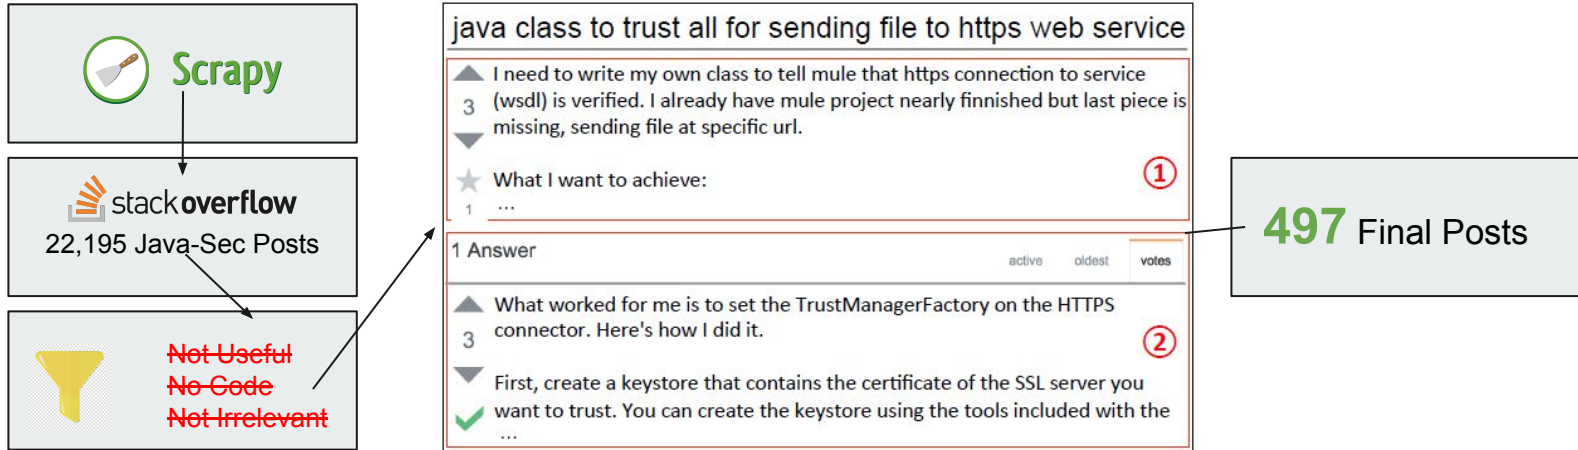 Scrapy
stackoverflow
22,195 Java-Sec Posts
Not Useful
No Code
Not Irrelevant
java class to trust all for sending file to https web service
I need to write my own class to tell mule that https connection to service
3
(wsdl) is verified. I already have mule project nearly finnished but last piece is
missing, sending file at specific url.
1
What I want to achieve:
1
...
1 Answer
active oldest votes
What worked for me is to set the TrustManagerFactory on the HTTPS
3
connector. Here's how I did it.
2
First, create a keystore that contains the certificate of the SSL server you
want to trust. You can create the keystore using the tools included with the
...
497 Final Posts